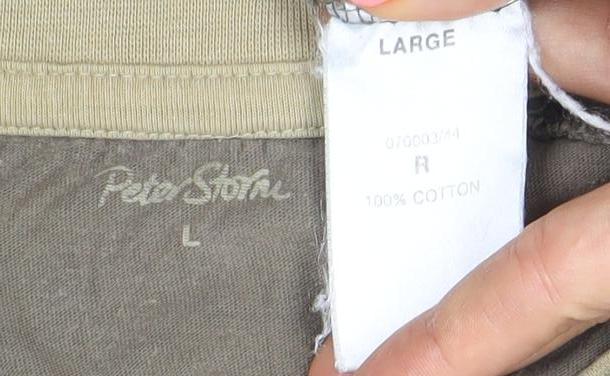 Peter Storm
L
LARGE
070003/44
R
100% COTTON